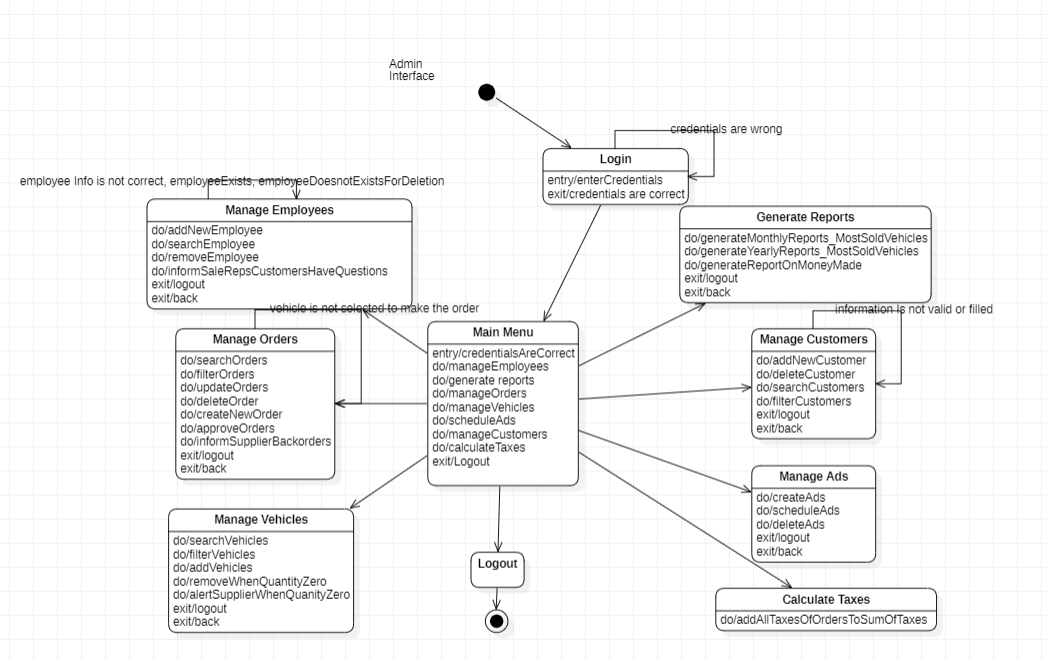 Admin
Interface
credentials are wrong
Login
entry/enterCredentials
exit/credentials are correct
employee Info is not correct, employeeExists, employeeDoesnotExistsForDeletion
Manage Employees
do/addNewEmployee
do/searchEmployee
do/removeEmployee
do/informSaleRepsCustomersHaveQuestions
exit/logout
exit/back
Generate Reports
do/generateMonthlyReports_MostSoldVehicles
do/generateYearlyReports_MostSoldVehicles
do/generateReportOnMoneyMade
exit/logout
exit/back
vehicle is not selected to make the order
Manage Orders
do/searchOrders
do/filterOrders
do/updateOrders
do/deleteOrder
do/createNewOrder
do/approveOrders
do/informSupplierBackorders
exit/logout
exit/back
Main Menu
entry/credentialsAreCorrect
do/manageEmployees
do/generate reports
do/manageOrders
do/manageVehicles
do/scheduleAds
do/manageCustomers
do/calculateTaxes
exit/Logout
information is not valid or filled
Manage Customers
do/addNewCustomer
do/deleteCustomer
do/searchCustomers
do/filterCustomers
exit/logout
exit/back
Manage Ads
do/createAds
do/scheduleAds
do/deleteAds
exit/logout
exit/back
Manage Vehicles
do/searchVehicles
do/filterVehicles
do/addVehicles
do/removeWhenQuantityZero
do/alertSupplierWhenQuanityZero
exit/logout
exit/back
Logout
Calculate Taxes
do/addAllTaxesOfOrdersToSumOfTaxes